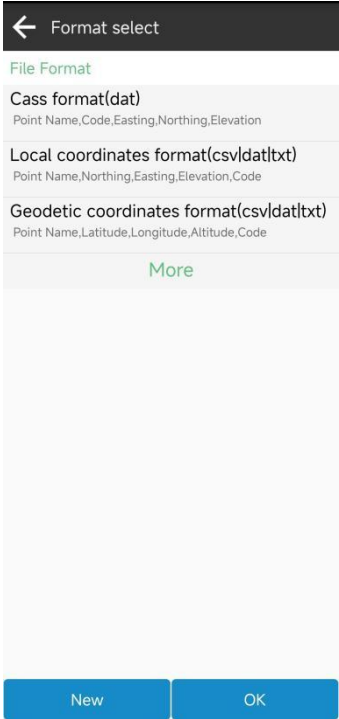 Format select
File Format
Cass format(dat)
Point Name,Code,Easting,Northing,Elevation
Local coordinates format(csv|dat|txt)
Point Name,Northing,Easting,Elevation,Code
Geodetic coordinates format(csv|dat|txt)
Point Name,Latitude,Longitude,Altitude,Code
More
New
OK